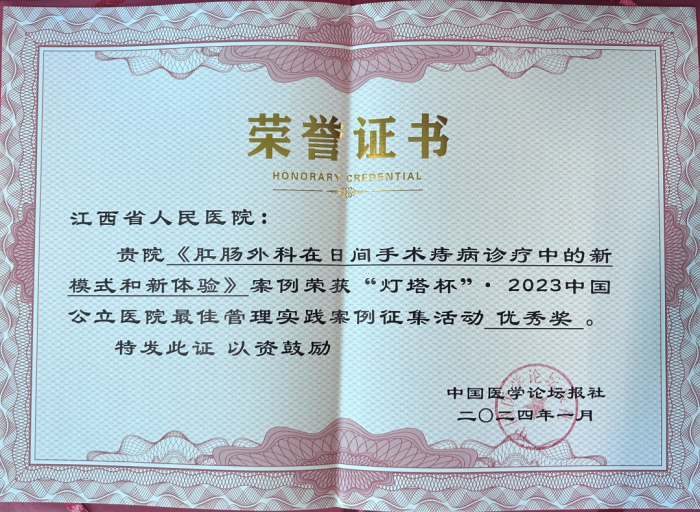 荣誉证书
HONORARY CREDENTIAL
江西省人民医院：
贵院《肛肠外科在日间手术痔病诊疗中的新
模式和新体验》案例荣获“灯塔杯”·2023中国
公立医院最佳管理实践案例征集活动 优秀奖 。
特发此证 以资鼓励
中国医学论坛报社
二〇二四年一月